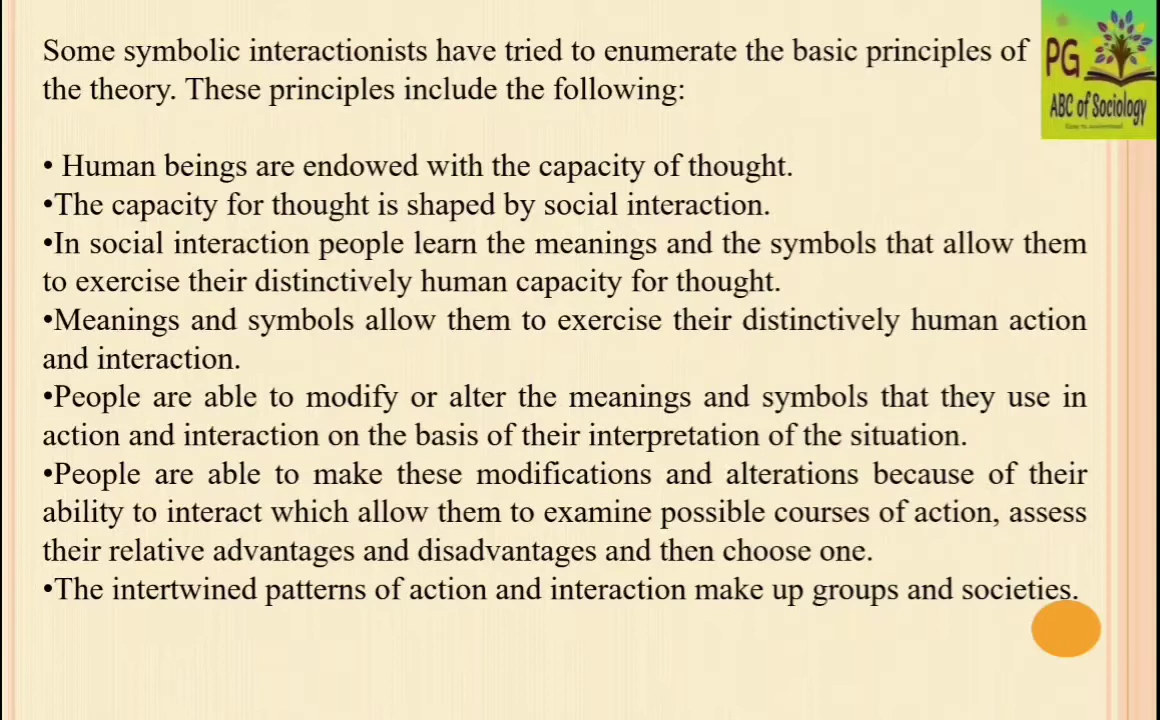 Some symbolic interactionists have tried to enumerate the basic principles of
the theory. These principles include the following:
• Human beings are endowed with the capacity of thought.
•The capacity for thought is shaped by social interaction.
•In social interaction people learn the meanings and the symbols that allow them
to exercise their distinctively human capacity for thought.
•Meanings and symbols allow them to exercise their distinctively human action
and interaction.
•People are able to modify or alter the meanings and symbols that they use in
action and interaction on the basis of their interpretation of the situation.
•People are able to make these modifications and alterations because of their
ability to interact which allow them to examine possible courses of action, assess
their relative advantages and disadvantages and then choose one.
•The intertwined patterns of action and interaction make up groups and societies.
PG
ABC of Sociology